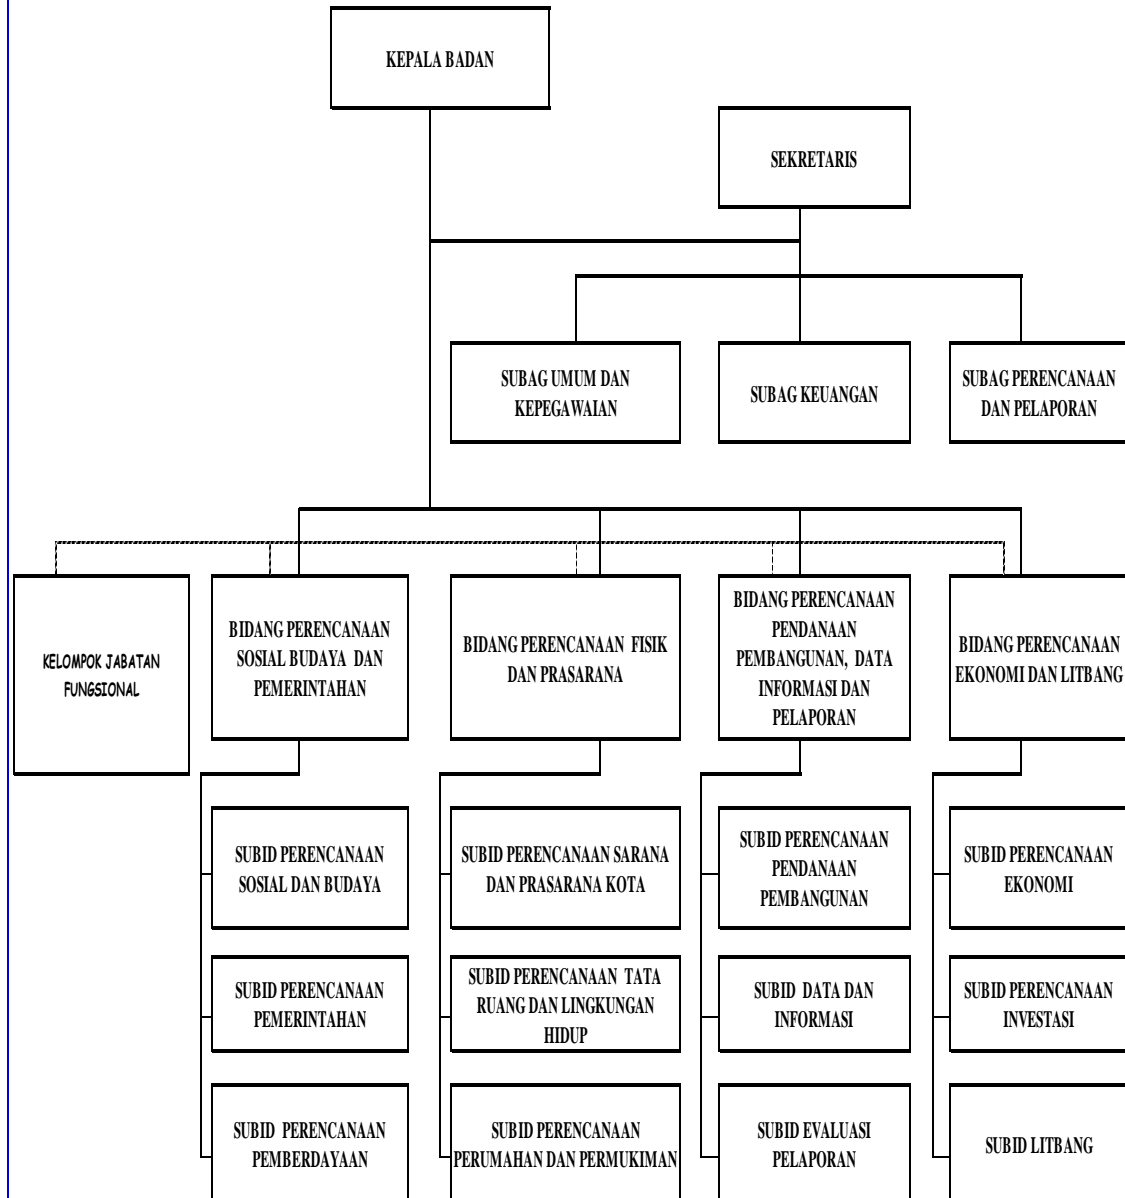 KEPALA BADAN
SEKRETARIS
SUBAG UMUM DAN
KEPEGAWAIAN
SUBAG KEUANGAN
SUBAG PERENCANAAN
DAN PELAPORAN
KELOMPOK JABATAN
FUNGSIONAL
BIDANG PERENCANAAN
SOSIAL BUDAYA DAN
PEMERINTAHAN
BIDANG PERENCANAAN FISIK
DAN PRASARANA
BIDANG PERENCANAAN
PENDANAAN
PEMBANGUNAN, DATA
INFORMASI DAN
PELAPORAN
BIDANG PERENCANAAN
EKONOMI DAN LITBANG
SUBID PERENCANAAN
SOSIAL DAN BUDAYA
SUBID PERENCANAAN SARANA
DAN PRASARANA KOTA
SUBID PERENCANAAN
PENDANAAN
PEMBANGUNAN
SUBID PERENCANAAN
EKONOMI
SUBID PERENCANAAN
PEMERINTAHAN
SUBID PERENCANAAN TATA
RUANG DAN LINGKUNGAN
HIDUP
SUBID DATA DAN
INFORMASI
SUBID PERENCANAAN
INVESTASI
SUBID PERENCANAAN
PEMBERDAYAAN
SUBID PERENCANAAN
PERUMAHAN DAN PERMUKIMAN
SUBID EVALUASI
PELAPORAN
SUBID LITBANG